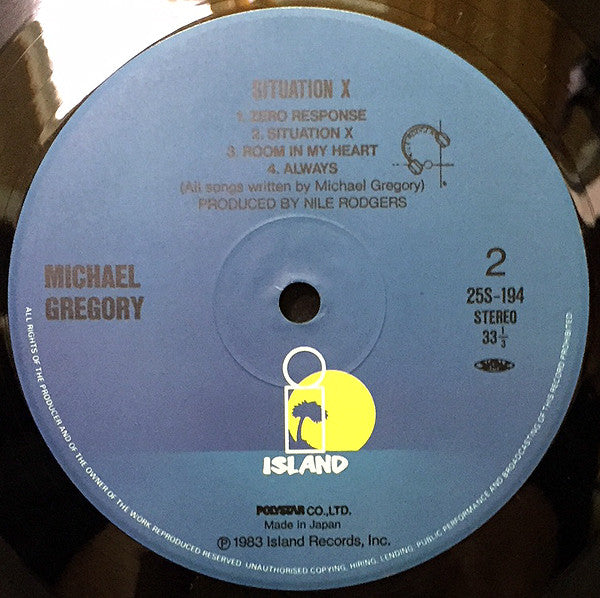 SITUATION X
1. ZERO RESPONSE
2. SITUATION X
3. ROOM IN MY HEART
4. ALWAYS
(All songs written by Michael Gregory)
PRODUCED BY NILE RODGERS
MICHAEL
GREGORY
2
25S-194
STEREO
33⅓
ISLAND
POLYSTAR CO.,LTD.
Made in Japan
Ⓟ 1983 Island Records, Inc.
ALL RIGHTS OF THE PRODUCER AND OF THE OWNER OF THE WORK REPRODUCED RESERVED. UNAUTHORISED COPYING, HIRING, LENDING, PUBLIC PERFORMANCE AND BROADCASTING OF THIS RECORD PROHIBITED